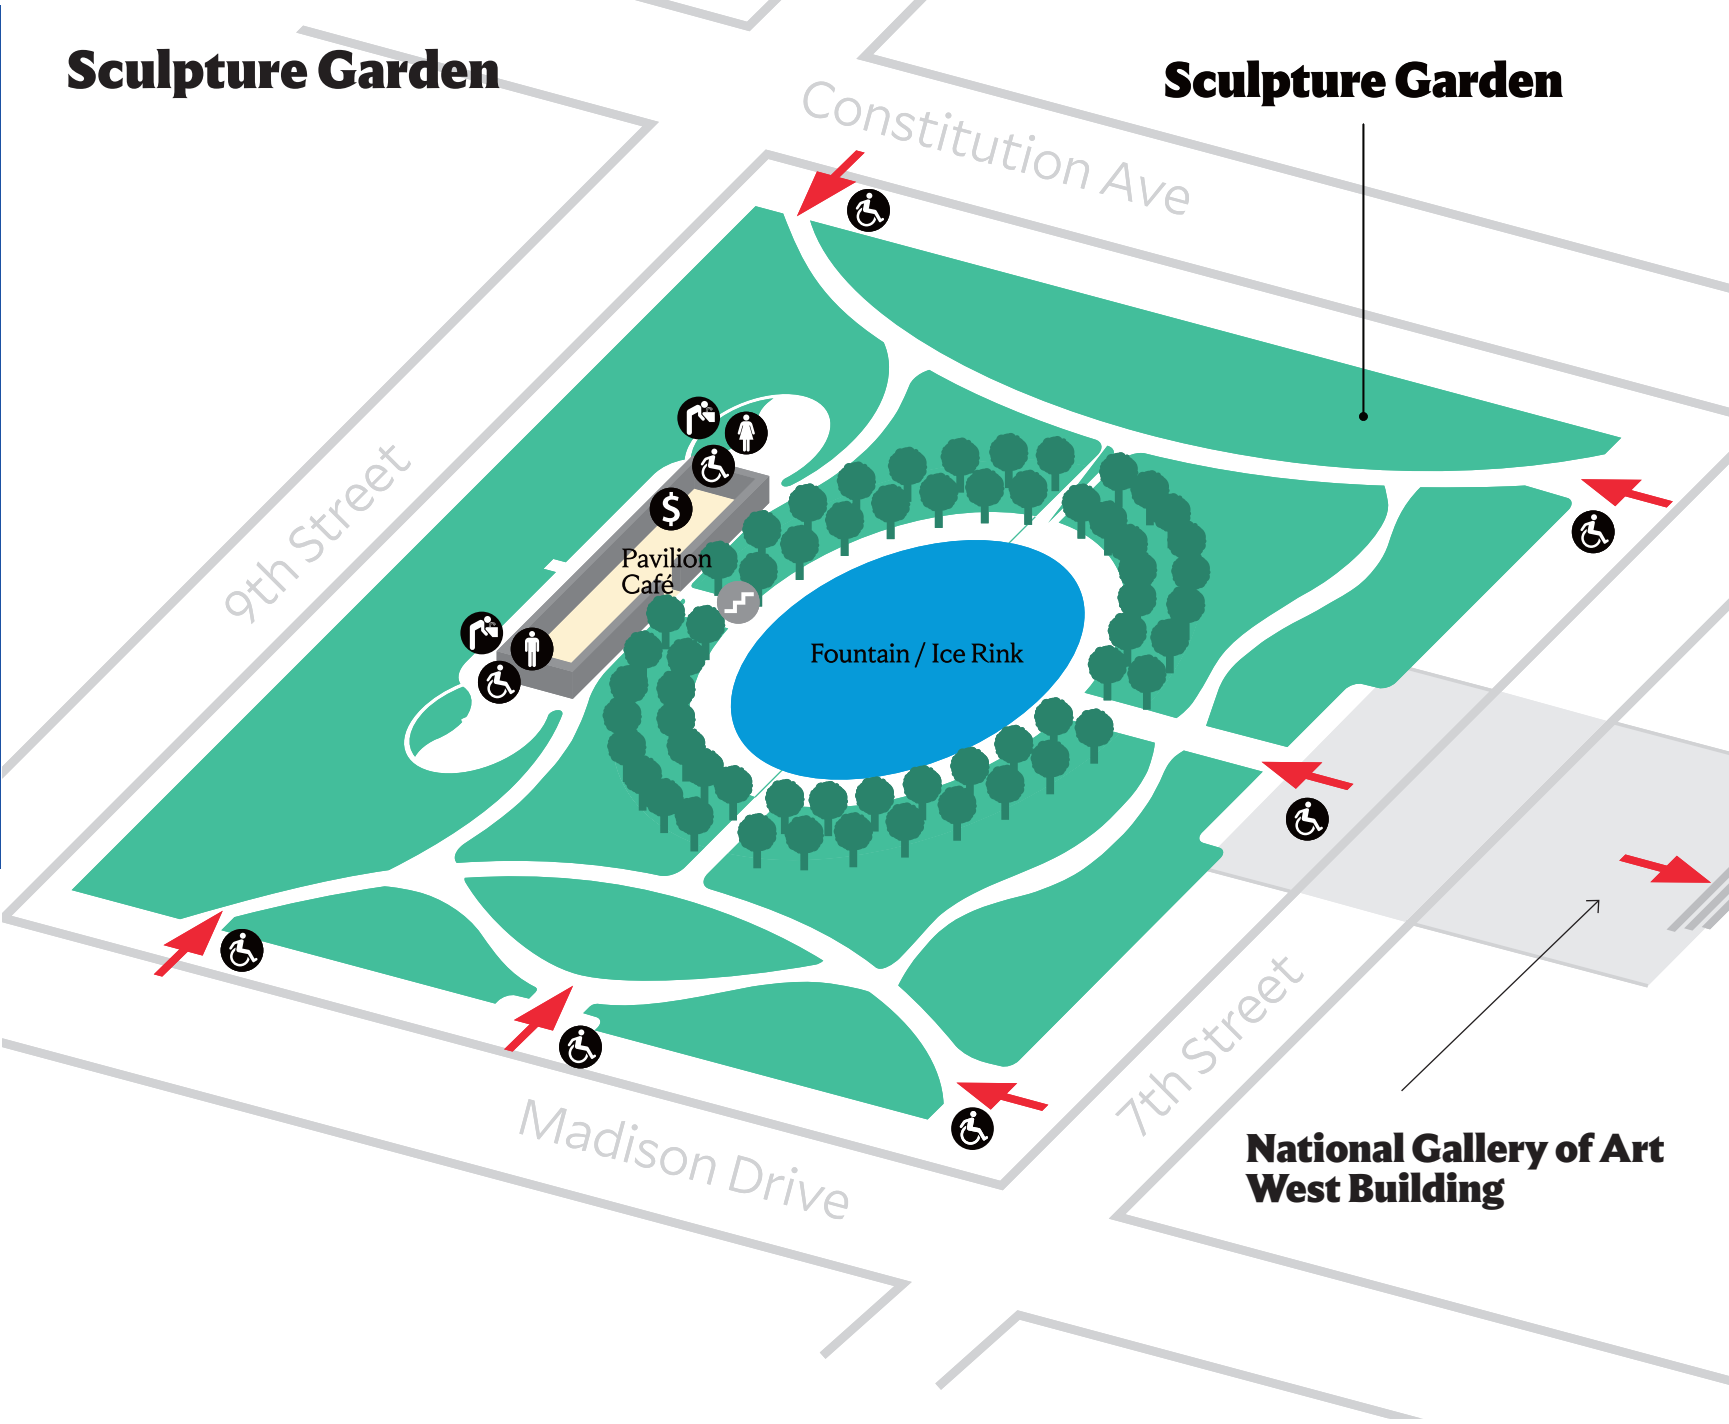 Sculpture Garden
Sculpture Garden
Constitution Ave
9th Street
$
Pavilion
Café
Fountain / Ice Rink
7th Street
Madison Drive
National Gallery of Art
West Building